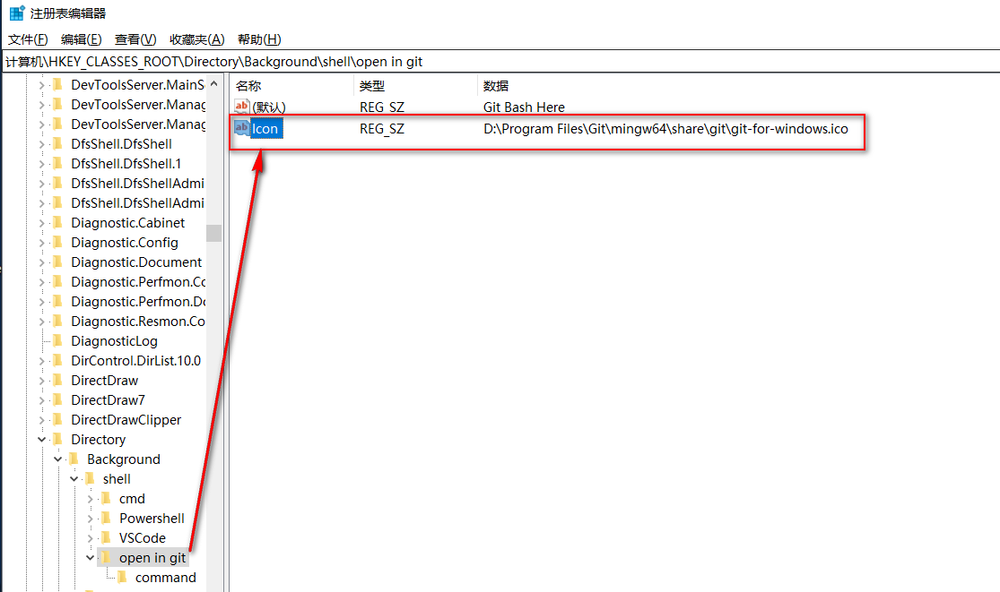 注册表编辑器
文件(F) 编辑(E) 查看(V) 收藏夹(A) 帮助(H)
计算机\HKEY_CLASSES_ROOT\Directory\Background\shell\open in git
DevToolsServer.MainS
DevToolsServer.Manag
DevToolsServer.Manag
DfsShell.DfsShell
DfsShell.DfsShell.1
DfsShell.DfsShellAdmi
DfsShell.DfsShellAdmi
Diagnostic.Cabinet
Diagnostic.Config
Diagnostic.Document
Diagnostic.Perfmon.Co
Diagnostic.Perfmon.Do
Diagnostic.Resmon.Co
DiagnosticLog
DirControl.DirList.10.0
DirectDraw
DirectDraw7
DirectDrawClipper
Directory
Background
shell
cmd
Powershell
VSCode
open in git
command
名称 类型 数据
ab (默认) REG_SZ Git Bash Here
ab Icon REG_SZ D:\Program Files\Git\mingw64\share\git\git-for-windows.ico